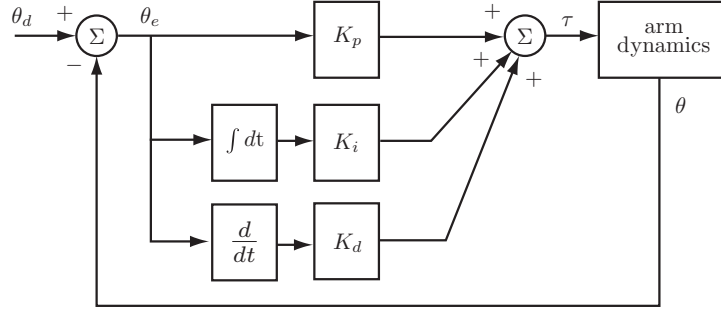 θ_d + Σ − θ_e K_p + Σ + + τ arm
dynamics
θ
∫ dt K_i
d/dt K_d